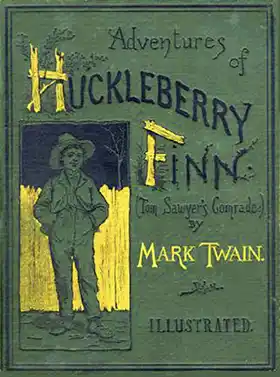 Adventures
of
HUCKLEBERRY
FINN
(Tom Sawyer's Comrade.)
BY
MARK TWAIN.
ILLUSTRATED.